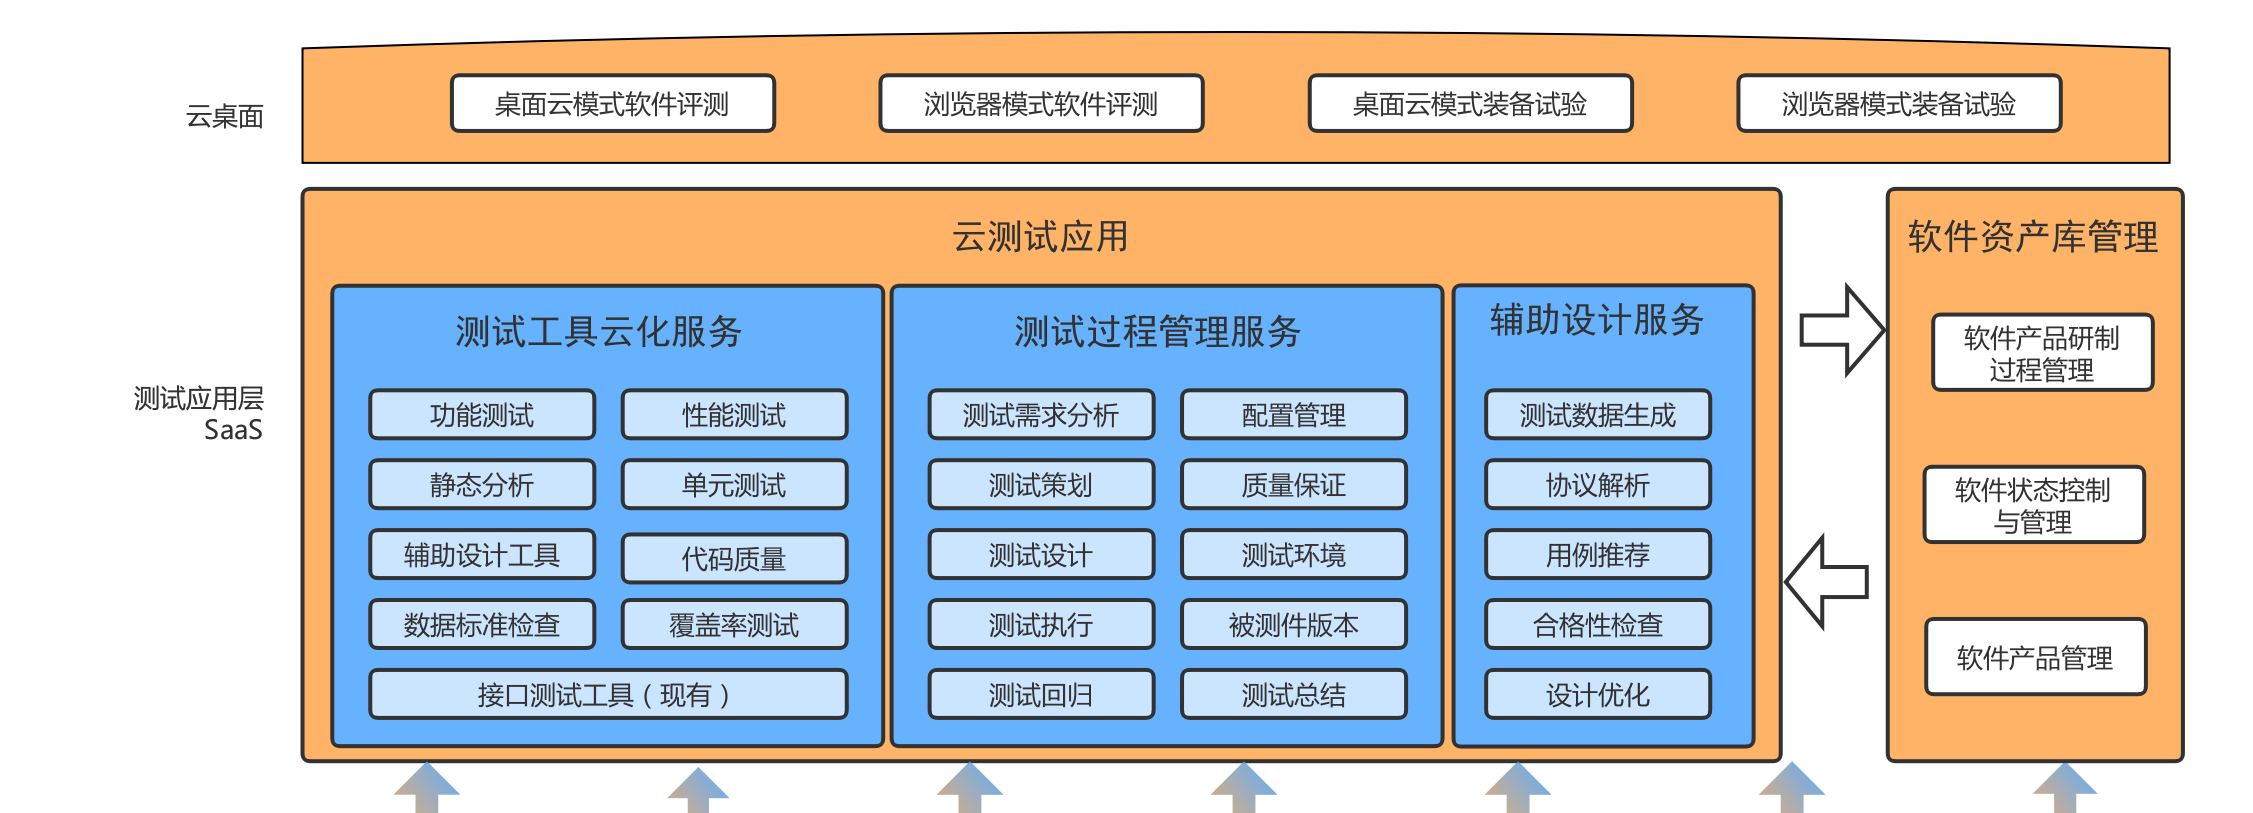 云桌面
桌面云模式软件评测
浏览器模式软件评测
桌面云模式装备试验
浏览器模式装备试验
测试应用层
SaaS
云测试应用
测试工具云化服务
功能测试
性能测试
静态分析
单元测试
辅助设计工具
代码质量
数据标准检查
覆盖率测试
接口测试工具（现有）
测试过程管理服务
测试需求分析
配置管理
测试策划
质量保证
测试设计
测试环境
测试执行
被测件版本
测试回归
测试总结
辅助设计服务
测试数据生成
协议解析
用例推荐
合格性检查
设计优化
软件资产库管理
软件产品研制
过程管理
软件状态控制
与管理
软件产品管理